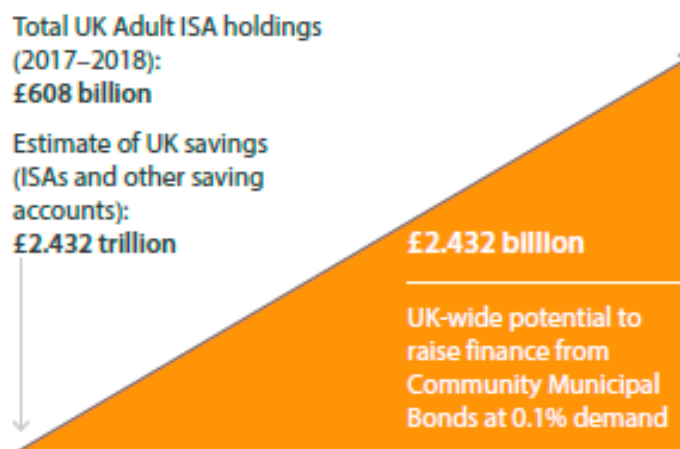 Total UK Adult ISA holdings
(2017–2018):
£608 billion
Estimate of UK savings
(ISAs and other saving
accounts):
£2.432 trillion
£2.432 billion
UK-wide potential to
raise finance from
Community Municipal
Bonds at 0.1% demand